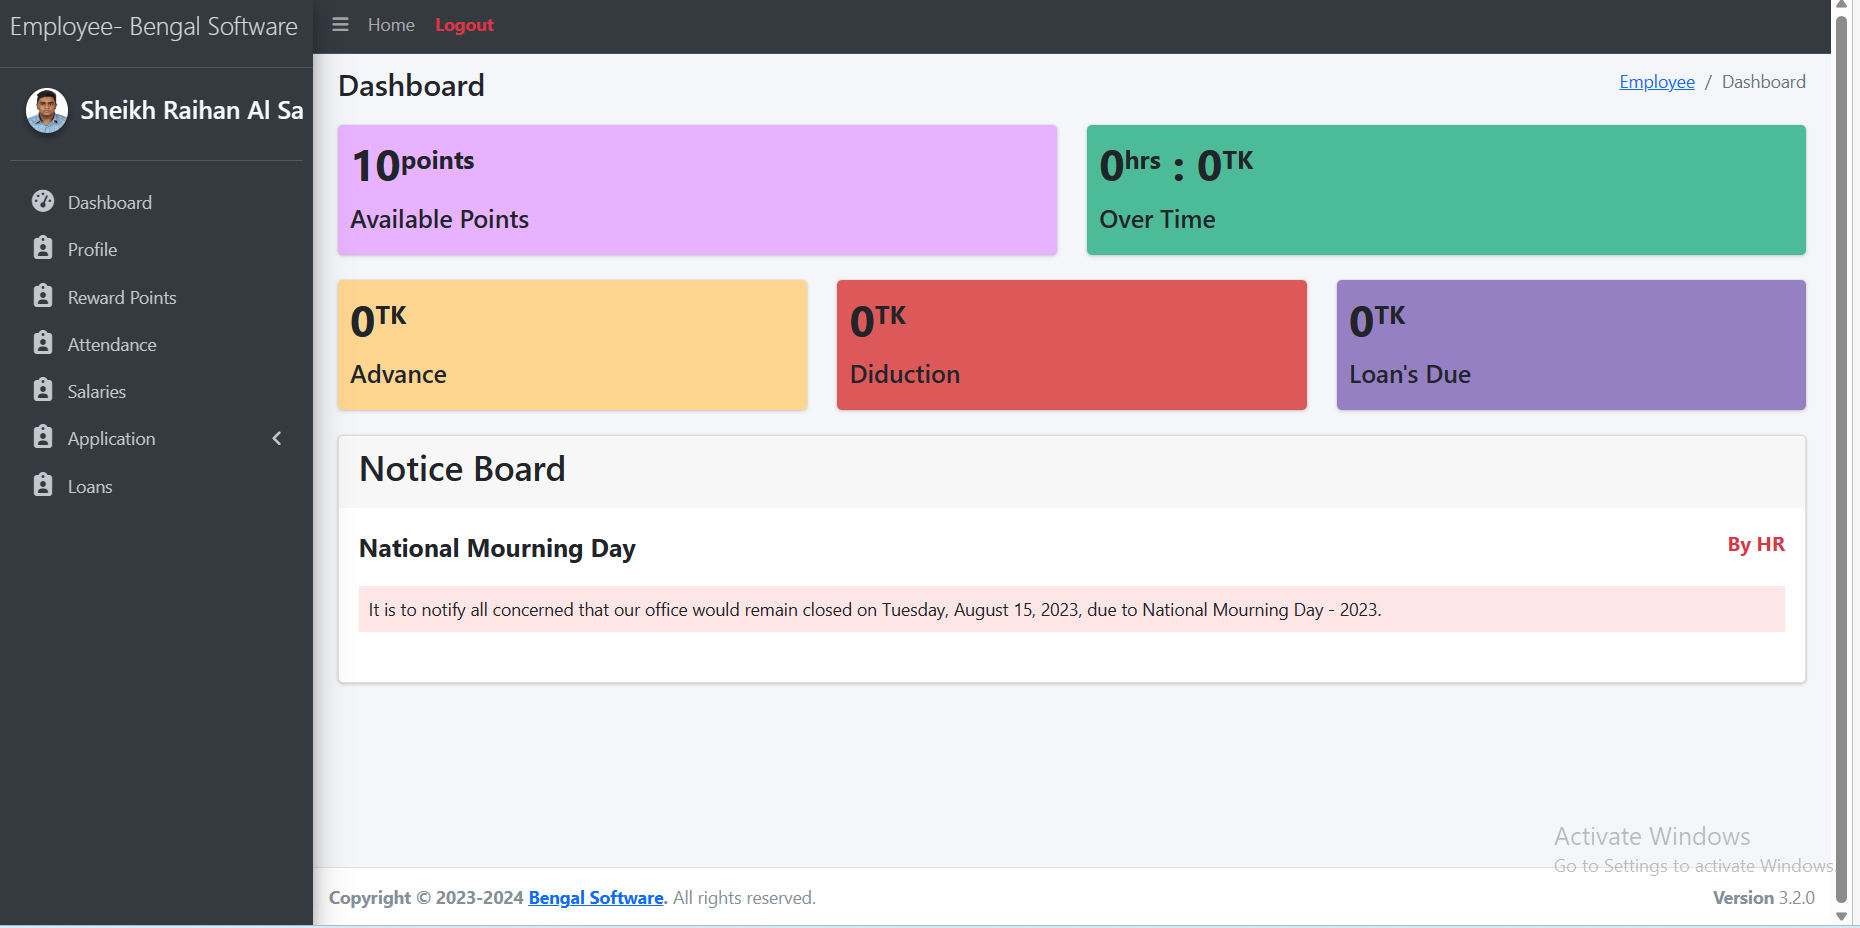 Employee- Bengal Software
Home
Logout
Sheikh Raihan Al Sa
Dashboard
Profile
Reward Points
Attendance
Salaries
Application
Loans
Dashboard
Employee / Dashboard
10points
Available Points
0hrs : 0TK
Over Time
0TK
Advance
0TK
Diduction
0TK
Loan's Due
Notice Board
National Mourning Day
By HR
It is to notify all concerned that our office would remain closed on Tuesday, August 15, 2023, due to National Mourning Day - 2023.
Activate Windows
Go to Settings to activate Windows.
Copyright © 2023-2024 Bengal Software. All rights reserved.
Version 3.2.0